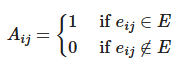 A_{ij} = \begin{cases} 1 & \text{if } e_{ij} \in E \\ 0 & \text{if } e_{ij} \notin E \end{cases}